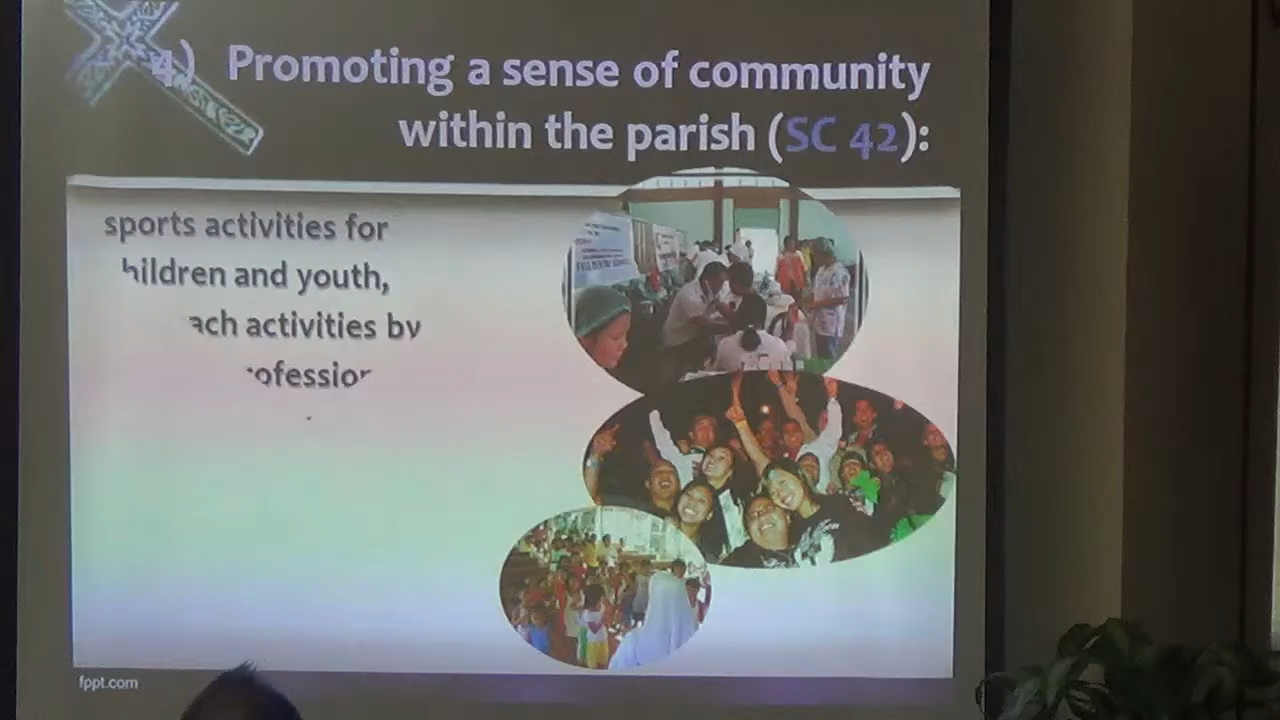 4) Promoting a sense of community
within the parish (SC 42):
sports activities for
hildren and youth,
ach activities by
ofession
fppt.com